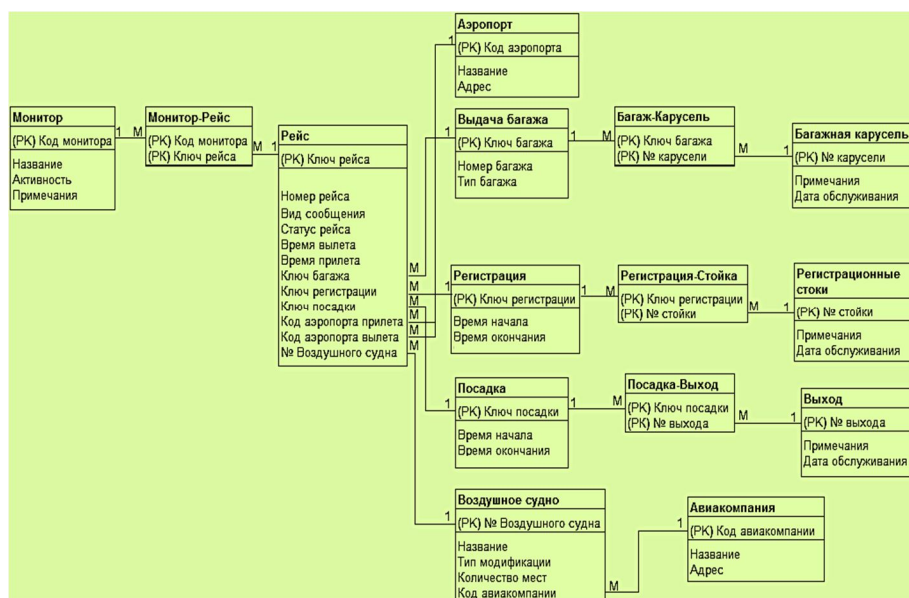 Аэропорт
(PK) Код аэропорта
Название
Адрес
1
Монитор
(PK) Код монитора
Название
Активность
Примечания
1
M
Монитор-Рейс
(PK) Код монитора
(PK) Ключ рейса
M
1
Рейс
(PK) Ключ рейса
Номер рейса
Вид сообщения
Статус рейса
Время вылета
Время прилета
Ключ багажа
Ключ регистрации
Ключ посадки
Код аэропорта прилета
Код аэропорта вылета
№ Воздушного судна
M
M
M
M
M
M
1
Выдача багажа
(PK) Ключ багажа
Номер багажа
Тип багажа
1
M
Багаж-Карусель
(PK) Ключ багажа
(PK) № карусели
M
1
Багажная карусель
(PK) № карусели
Примечания
Дата обслуживания
1
Регистрация
(PK) Ключ регистрации
Время начала
Время окончания
1
M
Регистрация-Стойка
(PK) Ключ регистрации
(PK) № стойки
M
1
Регистрационные
стоки
(PK) № стойки
Примечания
Дата обслуживания
1
Посадка
(PK) Ключ посадки
Время начала
Время окончания
1
M
Посадка-Выход
(PK) Ключ посадки
(PK) № выхода
M
1
Выход
(PK) № выхода
Примечания
Дата обслуживания
1
Воздушное судно
(PK) № Воздушного судна
Название
Тип модификации
Количество мест
Код авиакомпании
M
1
Авиакомпания
(PK) Код авиакомпании
Название
Адрес